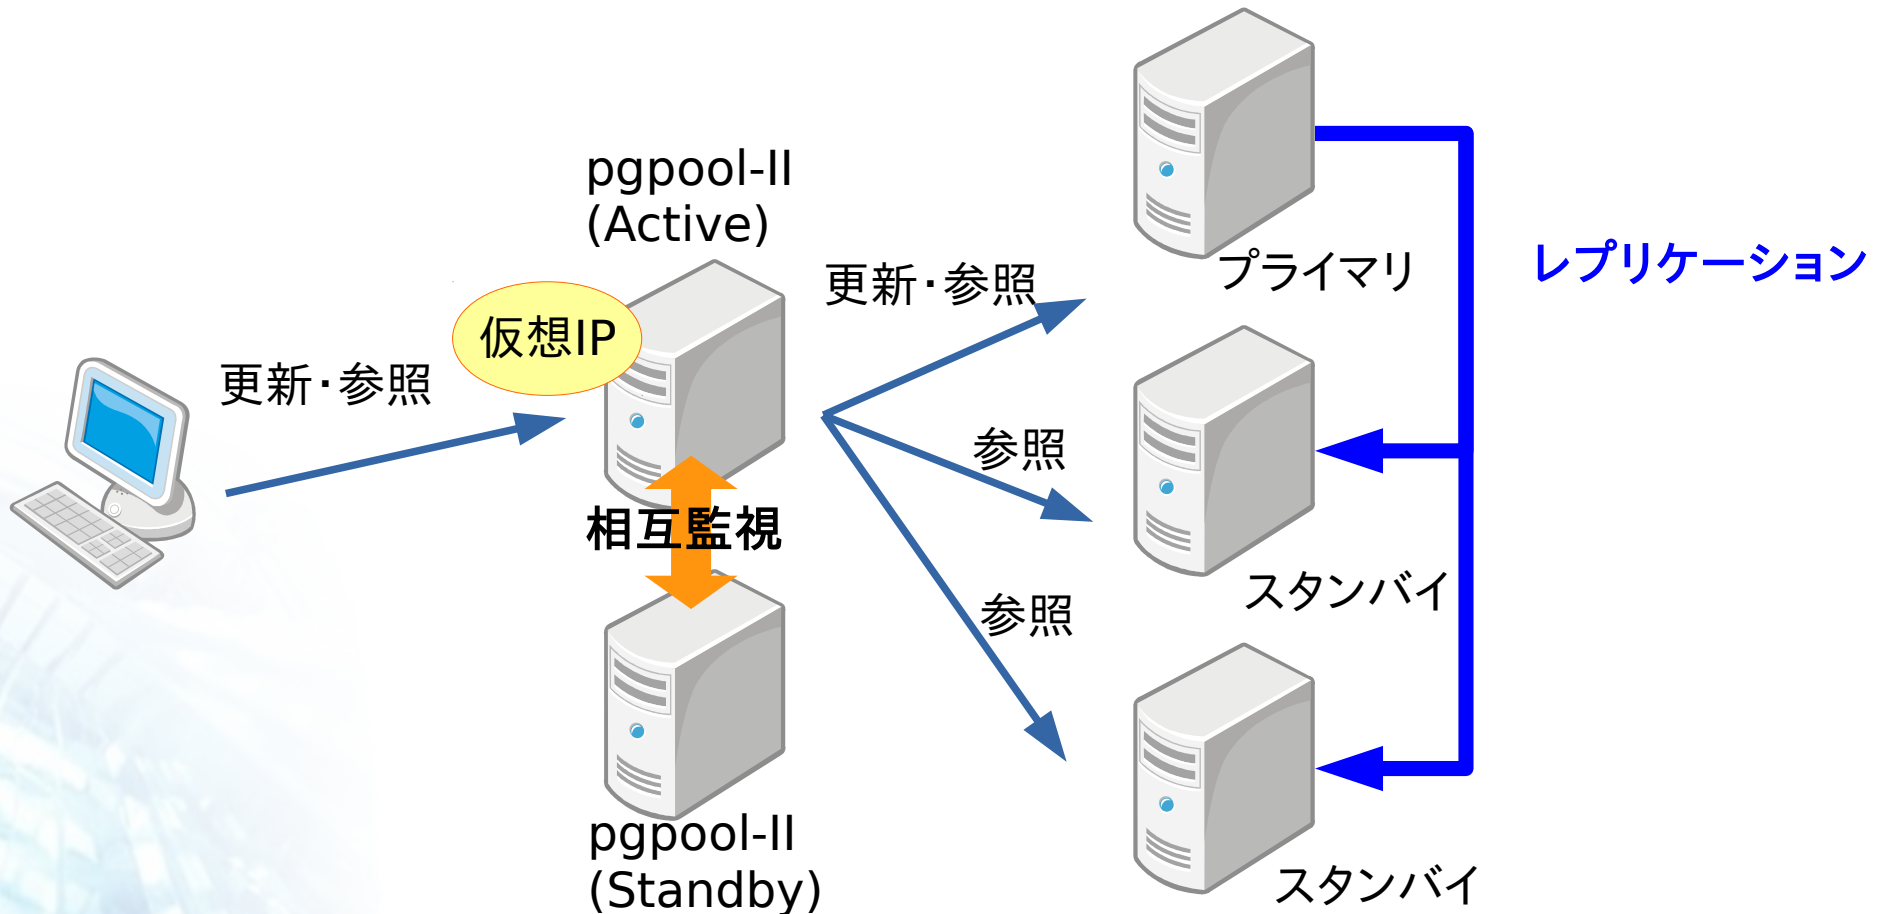 pgpool-II
(Active)
仮想IP
更新・参照
相互監視
pgpool-II
(Standby)
更新・参照
参照
参照
プライマリ
スタンバイ
スタンバイ
レプリケーション